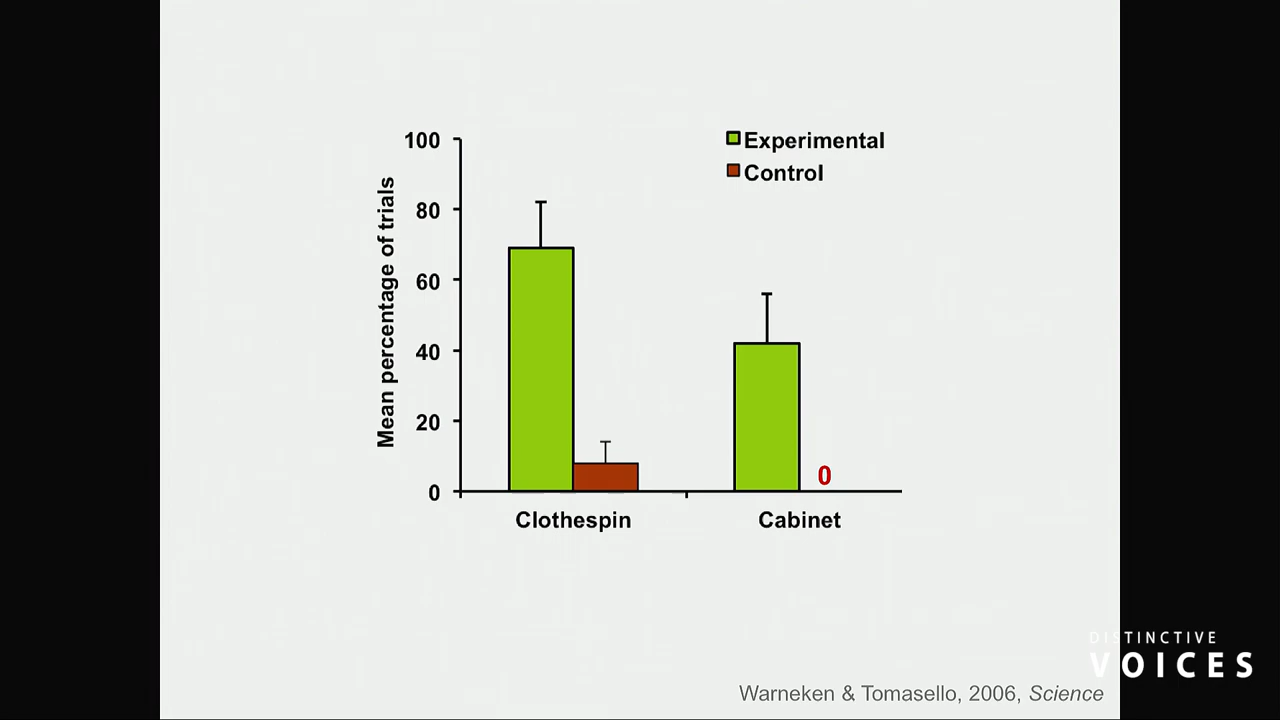 Experimental
Control
Mean percentage of trials
100
80
60
40
20
0
0
Clothespin
Cabinet
DISTINCTIVE
VOICES
Warneken & Tomasello, 2006, Science